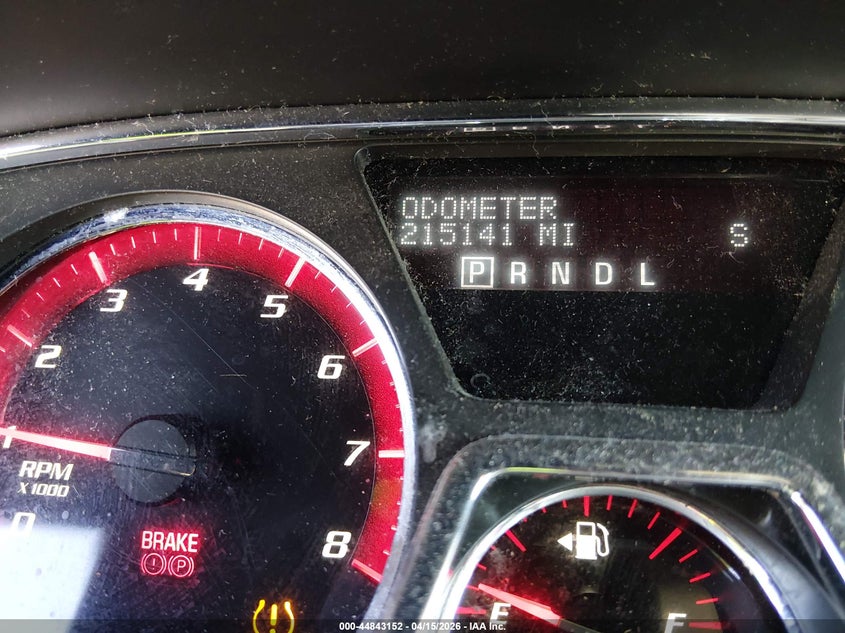 ODOMETER
215141 MI S
P R N D L
0
1
2
3
4
5
6
7
8
RPM
X1000
BRAKE
P
E F
000-44843152 - 04/15/2026 - IAA Inc.